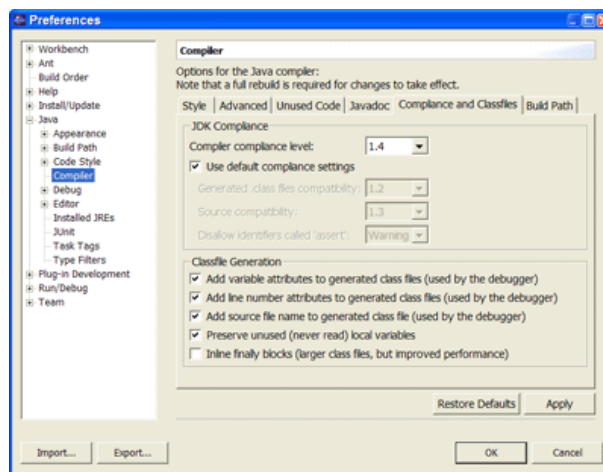 Preferences
Workbench
Ant
Build Order
Help
Install/Update
Java
Appearance
Build Path
Code Style
Compiler
Debug
Editor
Installed JREs
JUnit
Task Tags
Type Filters
Plug-in Development
Run/Debug
Team
Compiler
Options for the Java compiler:
Note that a full rebuild is required for changes to take effect.
Style Advanced Unused Code Javadoc Compliance and Classfiles Build Path
JDK Compliance
Compiler compliance level: 1.4
Use default compliance settings
Generated .class files compatibility: 1.2
Source compatibility: 1.3
Disallow identifiers called 'assert': Warning
Classfile Generation
Add variable attributes to generated class files (used by the debugger)
Add line number attributes to generated class files (used by the debugger)
Add source file name to generated class file (used by the debugger)
Preserve unused (never read) local variables
Inline finally blocks (larger class files, but improved performance)
Restore Defaults Apply
Import... Export... OK Cancel